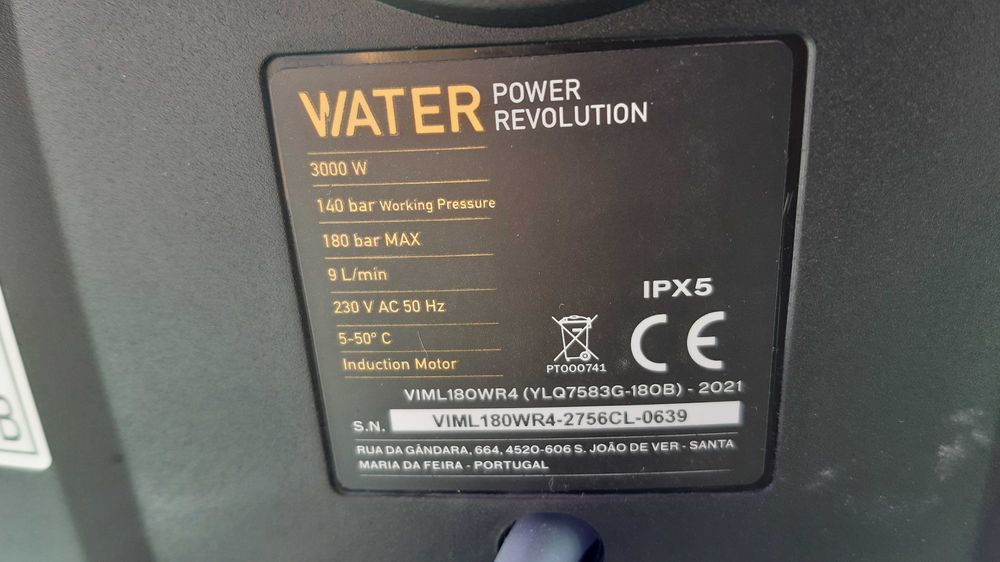 WATER POWER
REVOLUTION
3000 W
140 bar Working Pressure
180 bar MAX
9 L/min
230 V AC 50 Hz
5-50º C
Induction Motor
IPX5
CE
PT000741
VIML180WR4 (YLQ7583G-180B) - 2021
S.N. VIML180WR4-2756CL-0639
RUA DA GÂNDARA, 664, 4520-606 S. JOÃO DE VER - SANTA
MARIA DA FEIRA - PORTUGAL
B